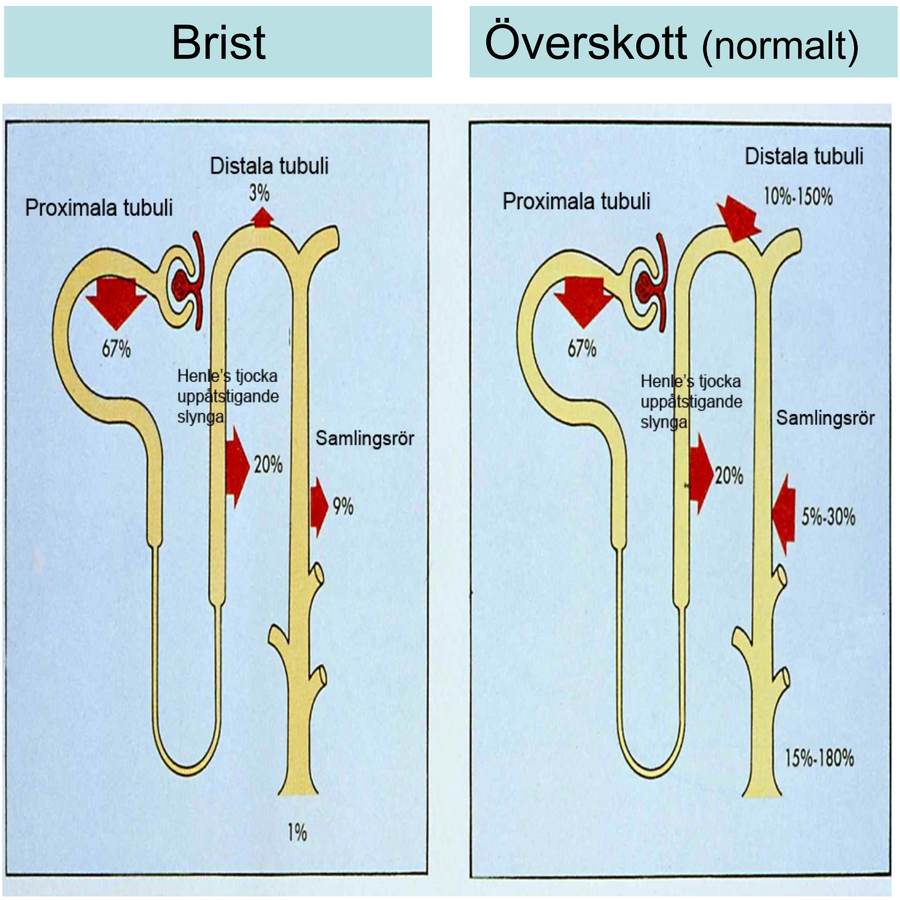 Brist
Distala tubuli
3%
Proximala tubuli
67%
Henle's tjocka
uppåtstigande
slynga
Samlingsrör
20%
9%
1%
Överskott (normalt)
Distala tubuli
10%-150%
Proximala tubuli
67%
Henle's tjocka
uppåtstigande
slynga
Samlingsrör
20%
5%-30%
15%-180%